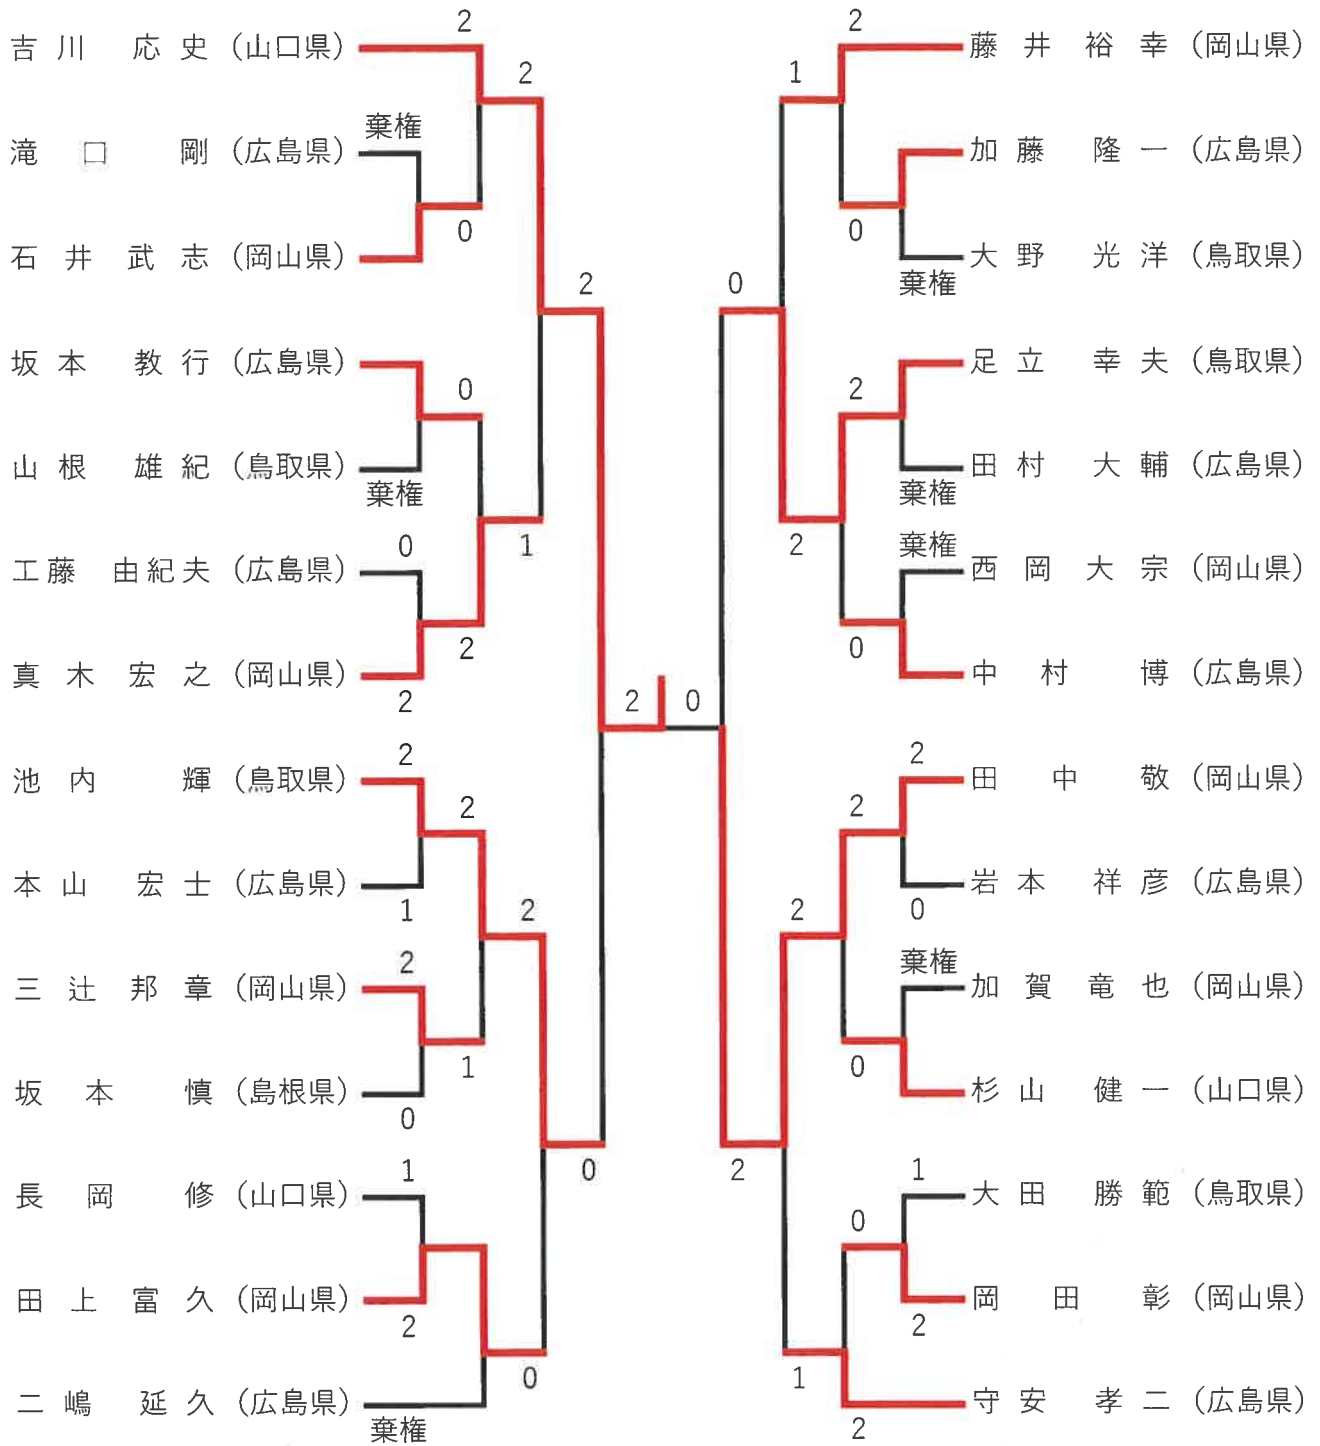 2
2
吉川 応史 (山口県)
藤井裕幸 (岡山県)
2
1
棄権
滝口 剛 (広島県)
加藤 隆一 (広島県)
0
0
石井武志 (岡山県)
大野 光洋 (鳥取県)
棄権
2
0
坂本 教行 (広島県)
足立 幸夫 (鳥取県)
0
2
山根 雄紀 (鳥取県)
田村 大輔 (広島県)
棄権
棄権
0
1
2
棄権
工藤 由紀夫 (広島県)
西岡大宗 (岡山県)
2
0
真木宏之 (岡山県)
中村 博 (広島県)
2
2
0
2
2
池内 輝 (鳥取県)
田中 敬 (岡山県)
2
2
本山 宏士 (広島県)
岩本 祥彦 (広島県)
1
2
2
0
2
棄権
三辻邦章 (岡山県)
加賀竜也 (岡山県)
1
0
坂本 慎 (島根県)
杉山 健一 (山口県)
0
1
0
2
1
長岡 修 (山口県)
大田 勝範 (鳥取県)
0
田上富久 (岡山県)
岡田 彰 (岡山県)
2
2
0
1
二嶋 延久 (広島県)
守安 孝二 (広島県)
棄権
2